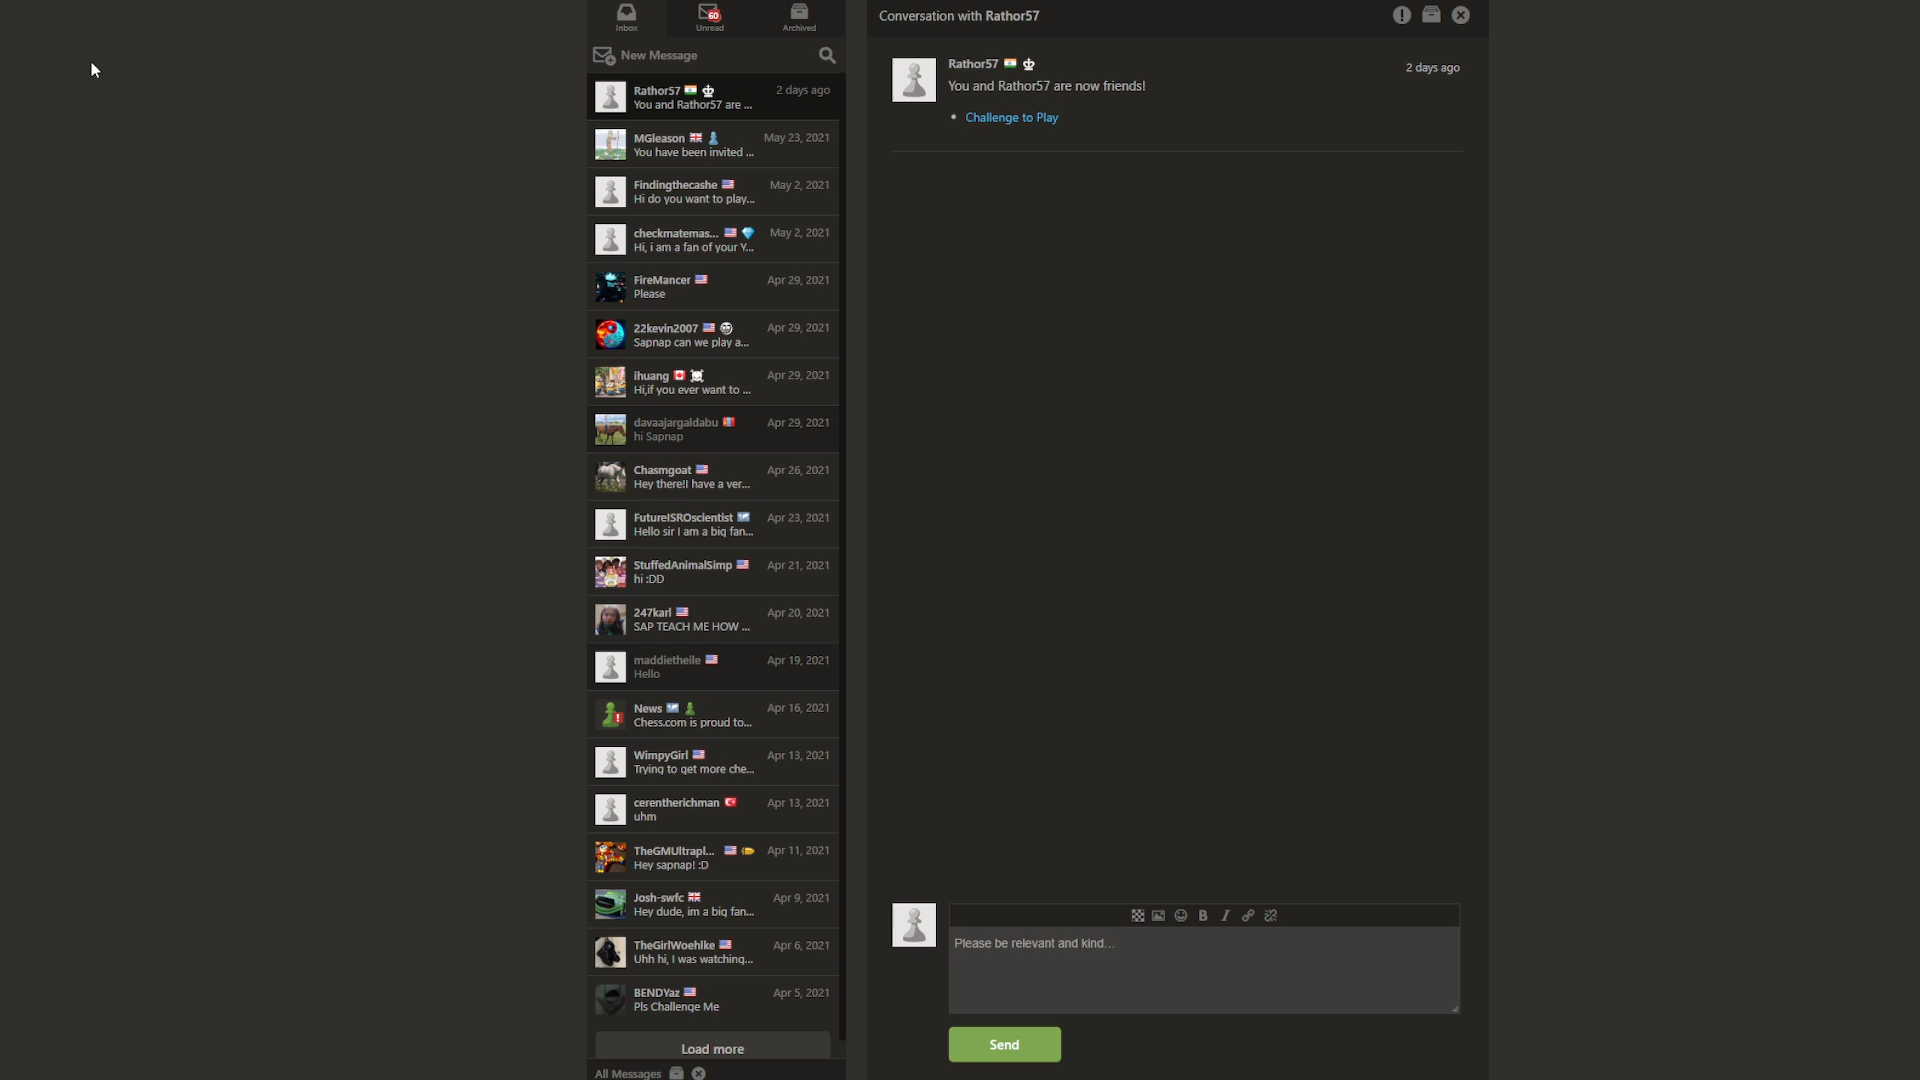 Inbox
60
Unread
Archived
New Message
Rathor57
2 days ago
You and Rathor57 are ...
MGleason
May 23, 2021
You have been invited ...
Findingthecashe
May 2, 2021
Hi do you want to play...
checkmatemas...
May 2, 2021
Hi, i am a fan of your Y...
FireMancer
Apr 29, 2021
Please
22kevin2007
Apr 29, 2021
Sapnap can we play a...
ihuang
Apr 29, 2021
Hi,if you ever want to ...
davaajargaldabu
Apr 29, 2021
hi Sapnap
Chasmgoat
Apr 26, 2021
Hey there!I have a ver...
FutureISROscientist
Apr 23, 2021
Hello sir I am a big fan...
StuffedAnimalSimp
Apr 21, 2021
hi :DD
247karl
Apr 20, 2021
SAP TEACH ME HOW ...
maddietheile
Apr 19, 2021
Hello
News
Apr 16, 2021
Chess.com is proud to...
WimpyGirl
Apr 13, 2021
Trying to get more che...
cerentherichman
Apr 13, 2021
uhm
TheGMUltrapl...
Apr 11, 2021
Hey sapnap! :D
Josh-swfc
Apr 9, 2021
Hey dude, im a big fan...
TheGirlWoehlke
Apr 6, 2021
Uhh hi, I was watching...
BENDYaz
Apr 5, 2021
Pls Challenge Me
Load more
All Messages
Conversation with Rathor57
Rathor57
2 days ago
You and Rathor57 are now friends!
• Challenge to Play
B I
Please be relevant and kind...
Send